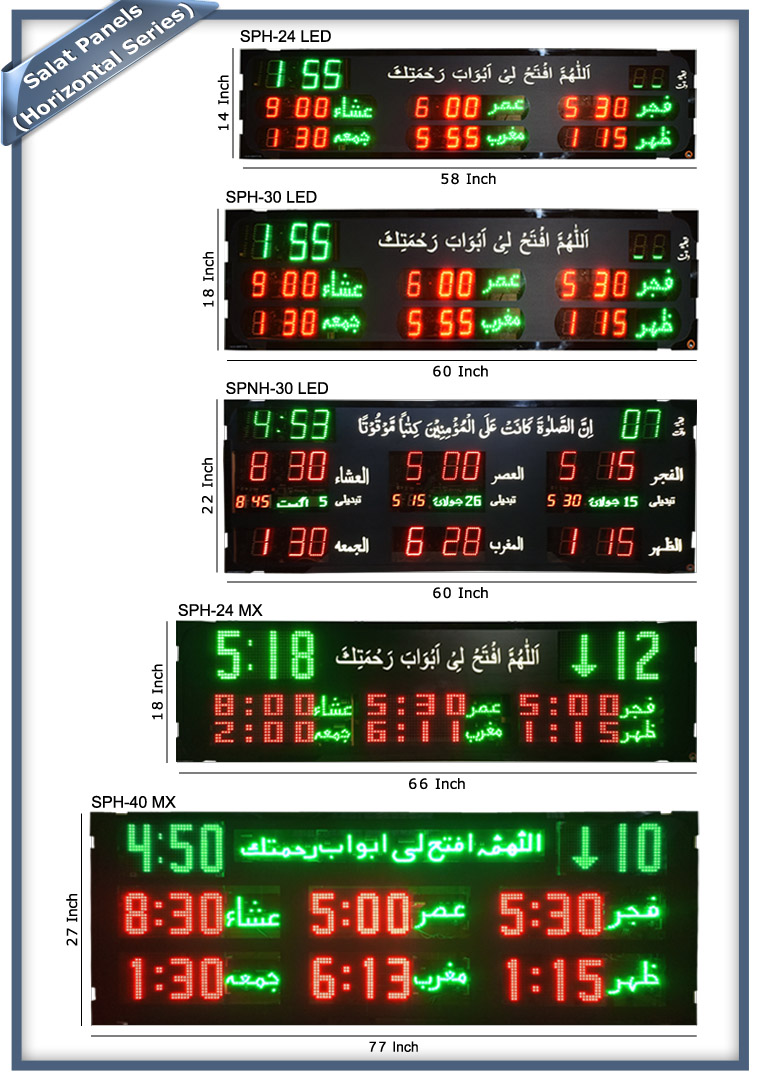 Salat Panels
(Horizontal Series)
SPH-24 LED
1 55 اَللّٰهُمَّ افْتَحْ لِیْ اَبْوَابَ رَحْمَتِكَ
9 00 عشاء 6 00 عصر 5 30 فجر
1 30 جمعه 5 55 مغرب 1 15 ظهر
14 Inch
58 Inch
SPH-30 LED
1 55 اَللّٰهُمَّ افْتَحْ لِیْ اَبْوَابَ رَحْمَتِكَ
9 00 عشاء 6 00 عصر 5 30 فجر
1 30 جمعه 5 55 مغرب 1 15 ظهر
18 Inch
60 Inch
SPNH-30 LED
4:53 اِنَّ الصَّلٰوةَ كَانَتْ عَلَى الْمُؤْمِنِيْنَ كِتٰبًا مَّوْقُوْتًا 07
8 30 العشاء 5 00 العصر 5 15 الفجر
8 45 5 اگست تبدیلی 5 15 26 جولائ تبدیلی 5 30 15 جولائ تبدیلی
1 30 الجمعه 6 28 المغرب 1 15 الظهر
22 Inch
60 Inch
SPH-24 MX
5:18 اَللّٰهُمَّ افْتَحْ لِیْ اَبْوَابَ رَحْمَتِكَ ↓ 12
8:00 عشاء 5:30 عصر 5:00 فجر
2:00 جمعه 6:11 مغرب 1:15 ظهر
18 Inch
66 Inch
SPH-40 MX
4:50 اللهمّ افتح لی ابواب رحمتك ↓ 10
8:30 عشاء 5:00 عصر 5:30 فجر
1:30 جمعه 6:13 مغرب 1:15 ظهر
27 Inch
77 Inch